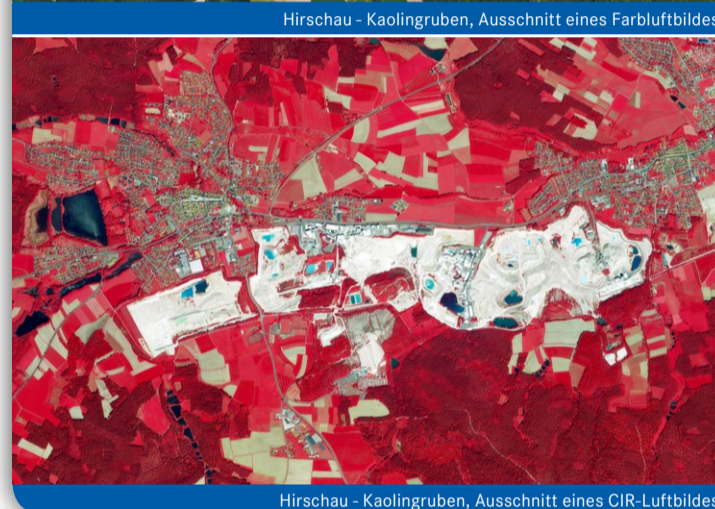 Hirschau - Kaolingruben, Ausschnitt eines Farbluftbildes
Hirschau - Kaolingruben, Ausschnitt eines CIR-Luftbildes